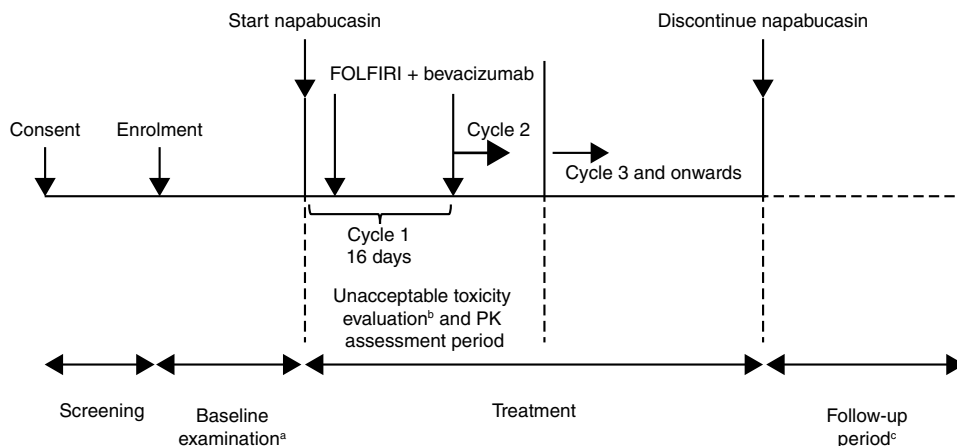 Start napabucasin
Discontinue napabucasin
FOLFIRI + bevacizumab
Consent
Enrolment
Cycle 2
Cycle 3 and onwards
Cycle 1
16 days
Unacceptable toxicity
evaluationᵇ and PK
assessment period
Screening
Baseline
examinationᵃ
Treatment
Follow-up
periodᶜ